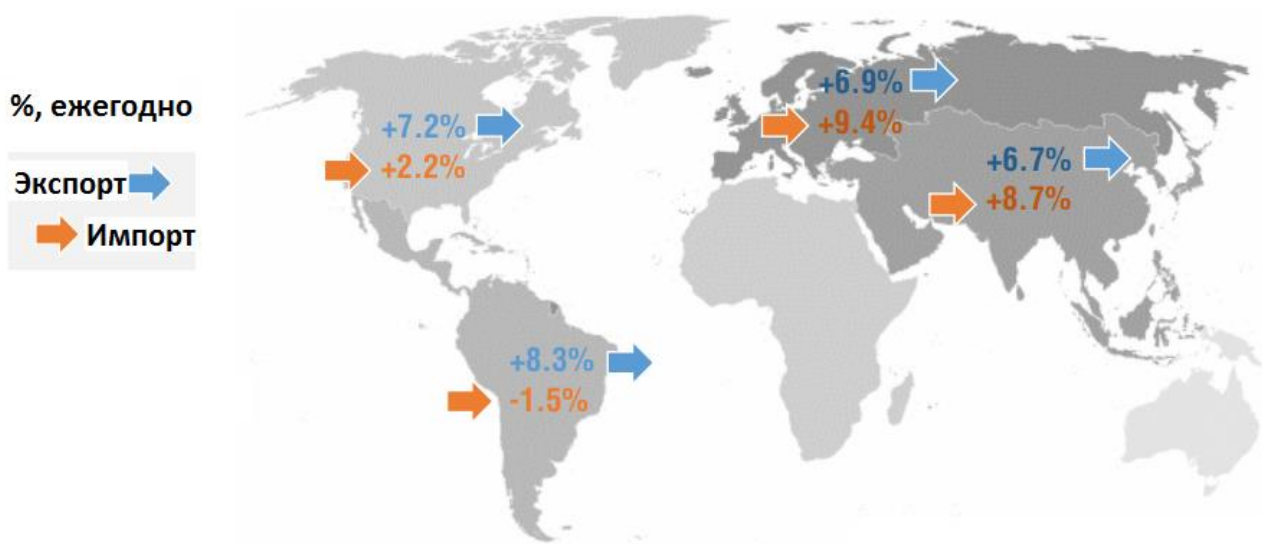 %, ежегодно
Экспорт
Импорт
+7.2%
+2.2%
+6.9%
+9.4%
+6.7%
+8.7%
+8.3%
-1.5%